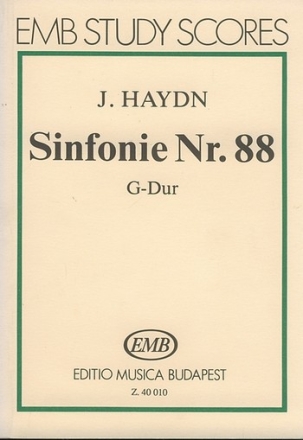 EMB STUDY SCORES
J. HAYDN
Sinfonie Nr. 88
G-Dur
EMB
EDITIO MUSICA BUDAPEST
Z. 40 010